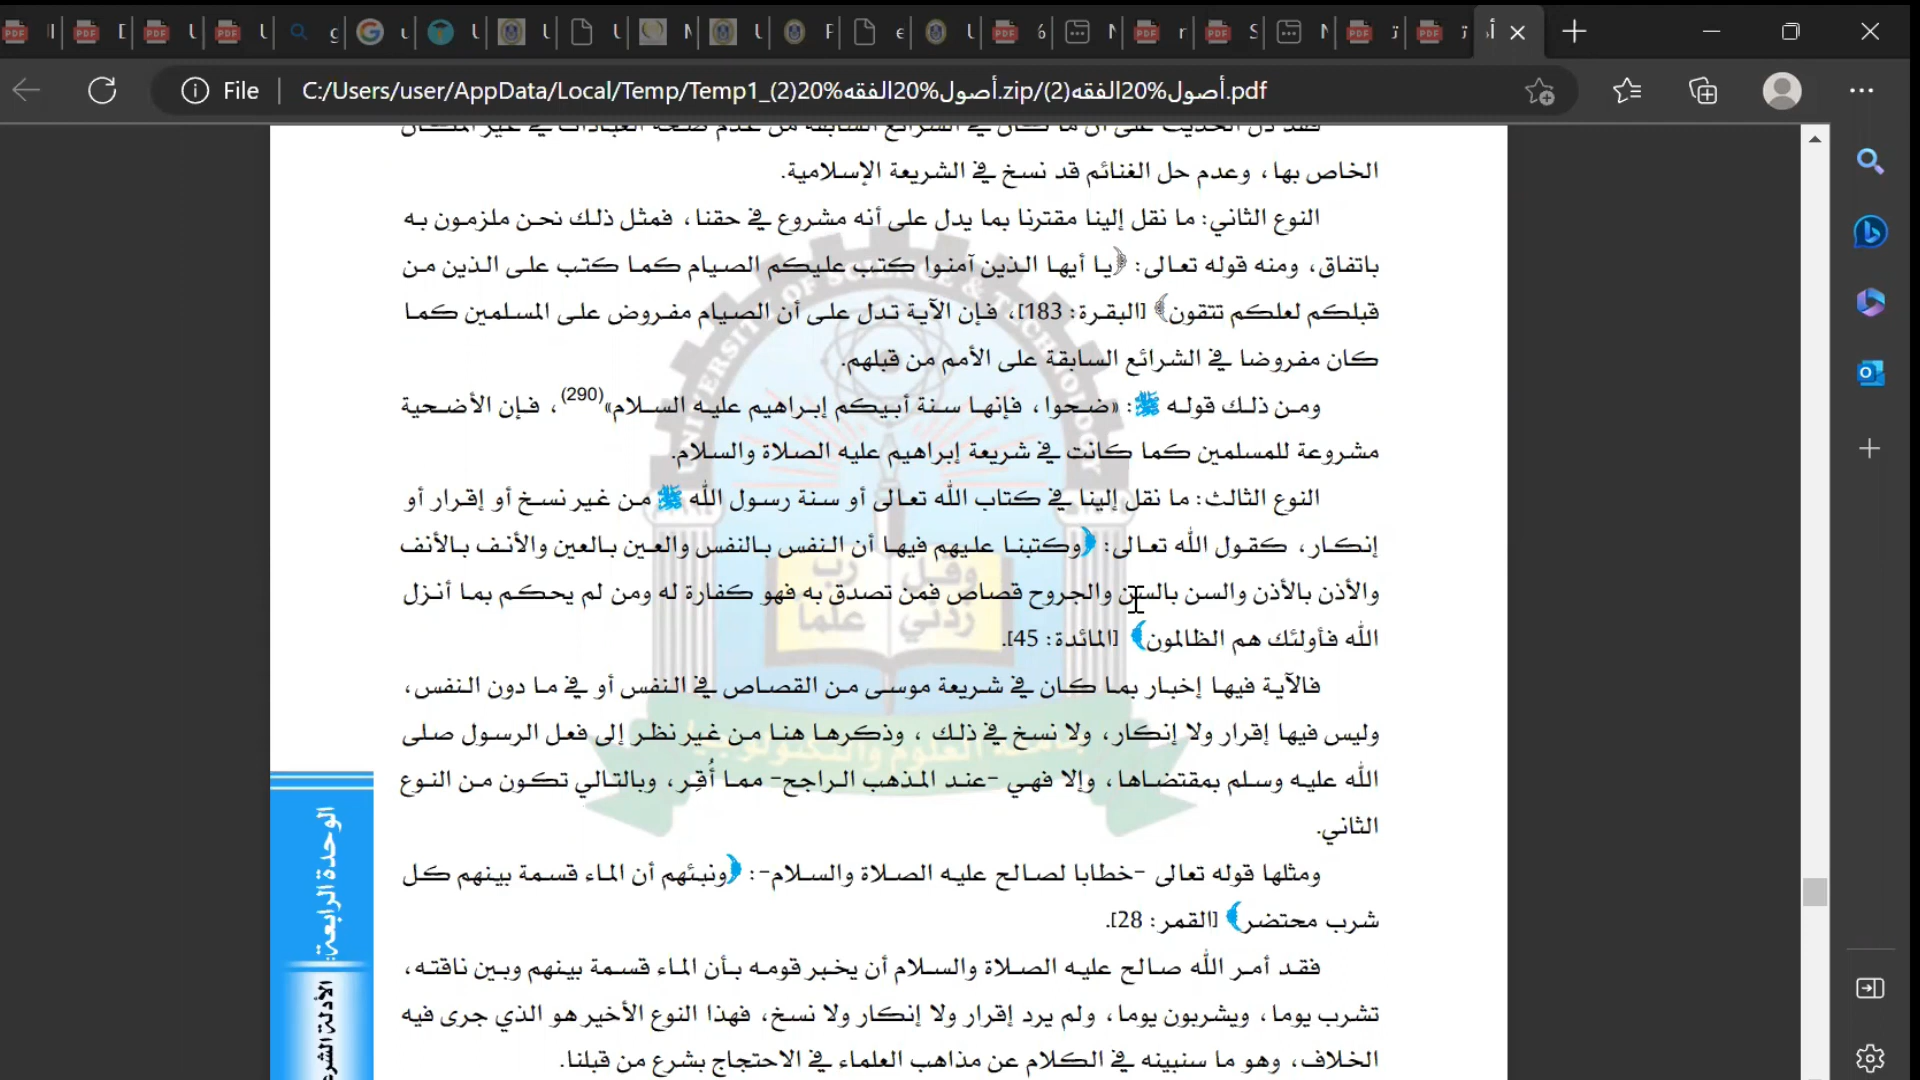 File
C:/Users/user/AppData/Local/Temp/Temp1_(2)20%الفقه20%أصول.zip/(2)الفقه20%أصول.pdf
الخاص بها، وعدم حل الغنائم قد نسخ في الشريعة الإسلامية.
النوع الثاني: ما نقل إلينا مقترنا بما يدل على أنه مشروع في حقنا، فمثل ذلك نحن ملزمون به
باتفاق، ومنه قوله تعالى: ﴿يا أيها الذين آمنوا كتب عليكم الصيام كما كتب على الذين من
قبلكم لعلكم تتقون﴾ [البقرة: 183]، فإن الآية تدل على أن الصيام مفروض على المسلمين كما
كان مفروضا في الشرائع السابقة على الأمم من قبلهم.
ومن ذلك قوله ﷺ: «ضحوا، فإنها سنة أبيكم إبراهيم عليه السلام»(290)، فإن الأضحية
مشروعة للمسلمين كما كانت في شريعة إبراهيم عليه الصلاة والسلام.
النوع الثالث: ما نقل إلينا في كتاب الله تعالى أو سنة رسول الله ﷺ من غير نسخ أو إقرار أو
إنكار، كقول الله تعالى: ﴿وكتبنا عليهم فيها أن النفس بالنفس والعين بالعين والأنف بالأنف
والأذن بالأذن والسن بالسن والجروح قصاص فمن تصدق به فهو كفارة له ومن لم يحكم بما أنزل
الله فأولئك هم الظالمون﴾ [المائدة: 45].
فالآية فيها إخبار بما كان في شريعة موسى من القصاص في النفس أو في ما دون النفس،
وليس فيها إقرار ولا إنكار، ولا نسخ في ذلك ، وذكرها هنا من غير نظر إلى فعل الرسول صلى
الله عليه وسلم بمقتضاها، وإلا فهي -عند المذهب الراجح- مما أُقِر، وبالتالي تكون من النوع
الثاني.
ومثلها قوله تعالى -خطابا لصالح عليه الصلاة والسلام-: ﴿ونبئهم أن الماء قسمة بينهم كل
شرب محتضر﴾ [القمر: 28].
فقد أمر الله صالح عليه الصلاة والسلام أن يخبر قومه بأن الماء قسمة بينهم وبين ناقته،
تشرب يوما، ويشربون يوما، ولم يرد إقرار ولا إنكار ولا نسخ، فهذا النوع الأخير هو الذي جرى فيه
الخلاف، وهو ما سنبينه في الكلام عن مذاهب العلماء في الاحتجاج بشرع من قبلنا.
الوحدة الرابعة:
UNIVERSITY OF SCIENCE & TECHNOLOGY
وقل رب
زدني علما
جامعة العلوم والتكنولوجيا